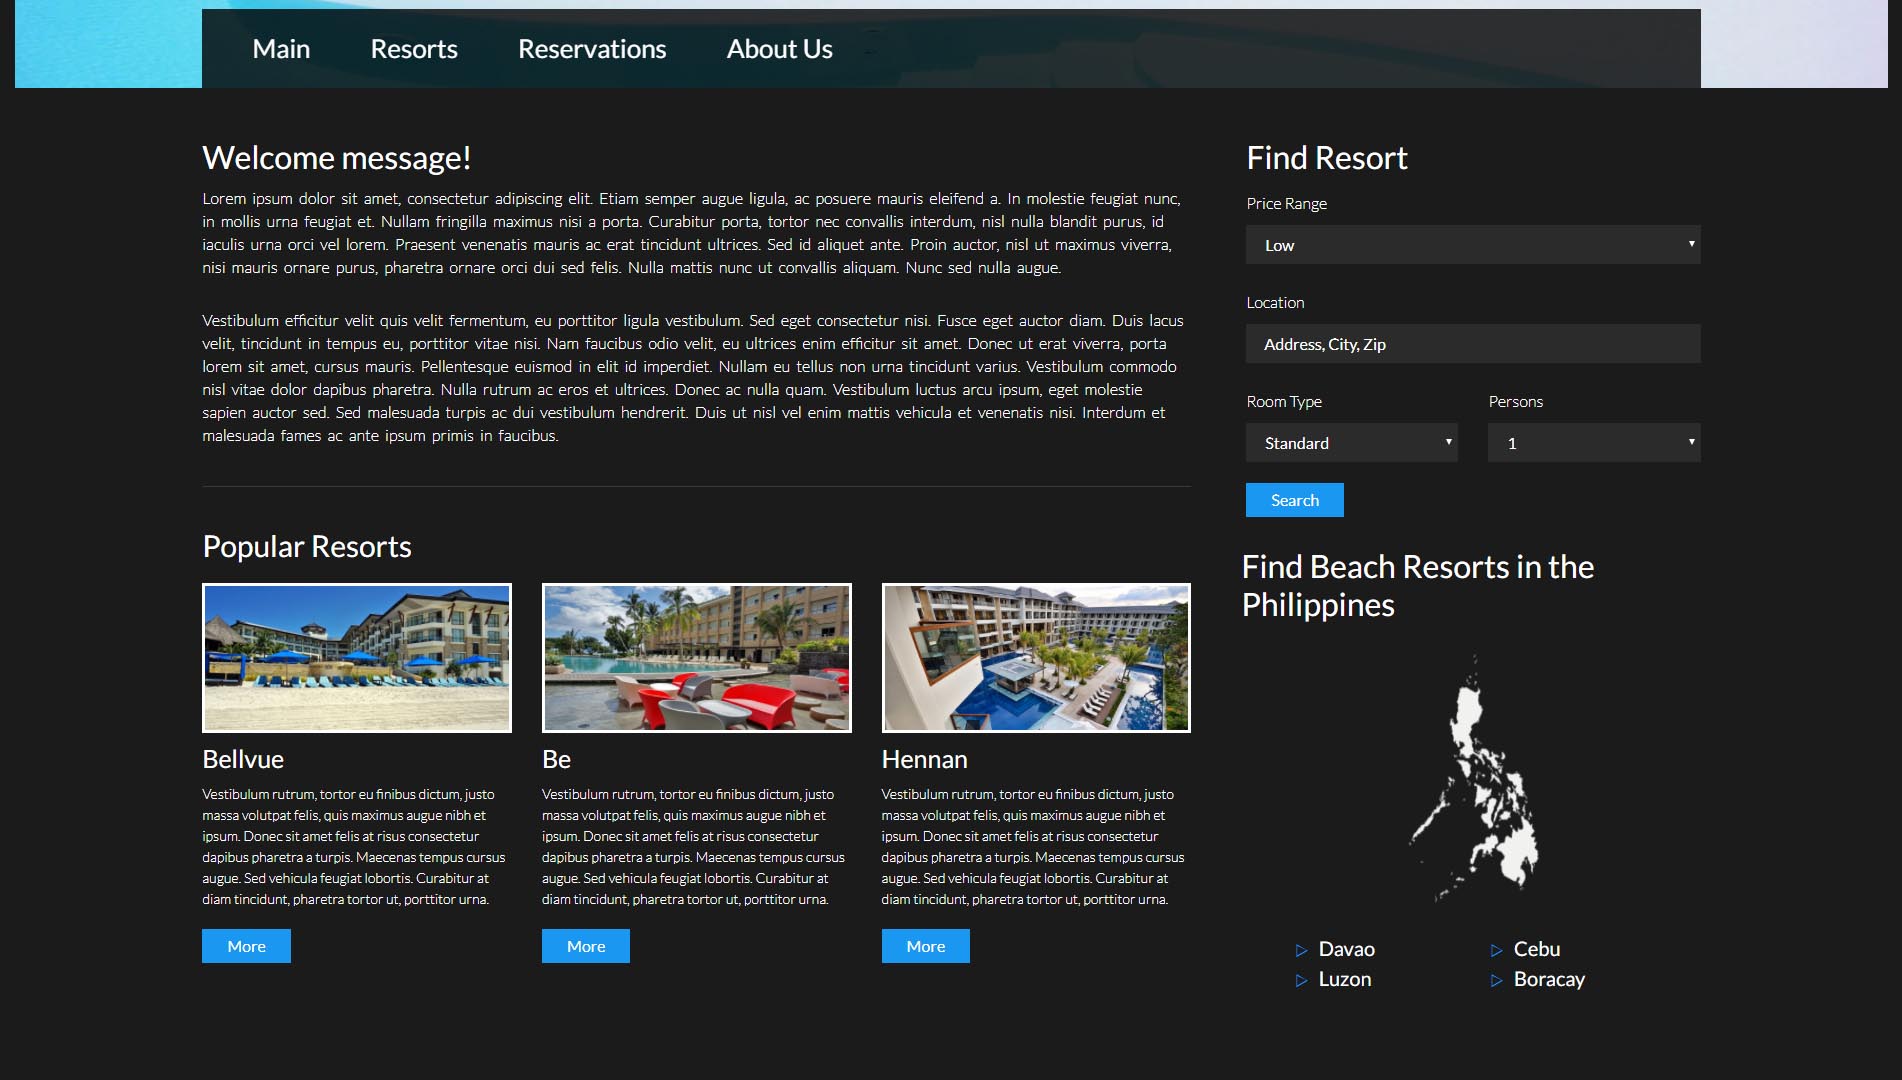 Main Resorts Reservations About Us
Welcome message!
Lorem ipsum dolor sit amet, consectetur adipiscing elit. Etiam semper augue ligula, ac posuere mauris eleifend a. In molestie feugiat nunc,
in mollis urna feugiat et. Nullam fringilla maximus nisi a porta. Curabitur porta, tortor nec convallis interdum, nisl nulla blandit purus, id
iaculis urna orci vel lorem. Praesent venenatis mauris ac erat tincidunt ultrices. Sed id aliquet ante. Proin auctor, nisl ut maximus viverra,
nisi mauris ornare purus, pharetra ornare orci dui sed felis. Nulla mattis nunc ut convallis aliquam. Nunc sed nulla augue.
Vestibulum efficitur velit quis velit fermentum, eu porttitor ligula vestibulum. Sed eget consectetur nisi. Fusce eget auctor diam. Duis lacus
velit, tincidunt in tempus eu, porttitor vitae nisi. Nam faucibus odio velit, eu ultrices enim efficitur sit amet. Donec ut erat viverra, porta
lorem sit amet, cursus mauris. Pellentesque euismod in elit id imperdiet. Nullam eu tellus non urna tincidunt varius. Vestibulum commodo
nisl vitae dolor dapibus pharetra. Nulla rutrum ac eros et ultrices. Donec ac nulla quam. Vestibulum luctus arcu ipsum, eget molestie
sapien auctor sed. Sed malesuada turpis ac dui vestibulum hendrerit. Duis ut nisl vel enim mattis vehicula et venenatis nisi. Interdum et
malesuada fames ac ante ipsum primis in faucibus.
Popular Resorts
Bellvue
Vestibulum rutrum, tortor eu finibus dictum, justo
massa volutpat felis, quis maximus augue nibh et
ipsum. Donec sit amet felis at risus consectetur
dapibus pharetra a turpis. Maecenas tempus cursus
augue. Sed vehicula feugiat lobortis. Curabitur at
diam tincidunt, pharetra tortor ut, porttitor urna.
More
Be
Vestibulum rutrum, tortor eu finibus dictum, justo
massa volutpat felis, quis maximus augue nibh et
ipsum. Donec sit amet felis at risus consectetur
dapibus pharetra a turpis. Maecenas tempus cursus
augue. Sed vehicula feugiat lobortis. Curabitur at
diam tincidunt, pharetra tortor ut, porttitor urna.
More
Hennan
Vestibulum rutrum, tortor eu finibus dictum, justo
massa volutpat felis, quis maximus augue nibh et
ipsum. Donec sit amet felis at risus consectetur
dapibus pharetra a turpis. Maecenas tempus cursus
augue. Sed vehicula feugiat lobortis. Curabitur at
diam tincidunt, pharetra tortor ut, porttitor urna.
More
Find Resort
Price Range
Low
Location
Address, City, Zip
Room Type Persons
Standard 1
Search
Find Beach Resorts in the
Philippines
Davao Cebu
Luzon Boracay